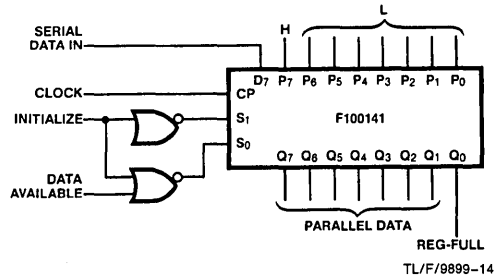 L
SERIAL
DATA IN
H
D7 P7 P6 P5 P4 P3 P2 P1 P0
CLOCK
CP
INITIALIZE
S1
F100141
S0
DATA
AVAILABLE
Q7 Q6 Q5 Q4 Q3 Q2 Q1 Q0
PARALLEL DATA
REG-FULL
TL/F/9899-14